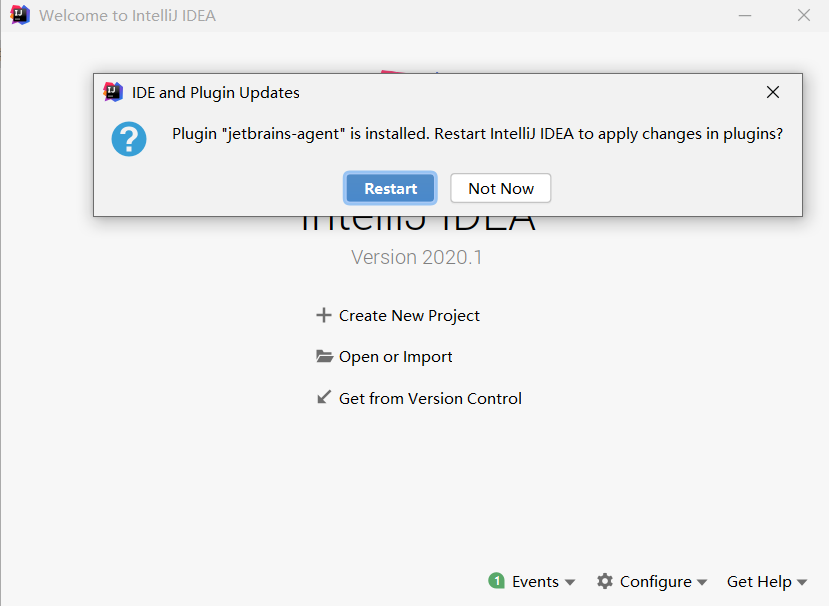 Welcome to IntelliJ IDEA
IDE and Plugin Updates
Plugin "jetbrains-agent" is installed. Restart IntelliJ IDEA to apply changes in plugins?
Restart
Not Now
IntelliJ IDEA
Version 2020.1
Create New Project
Open or Import
Get from Version Control
1 Events
Configure
Get Help